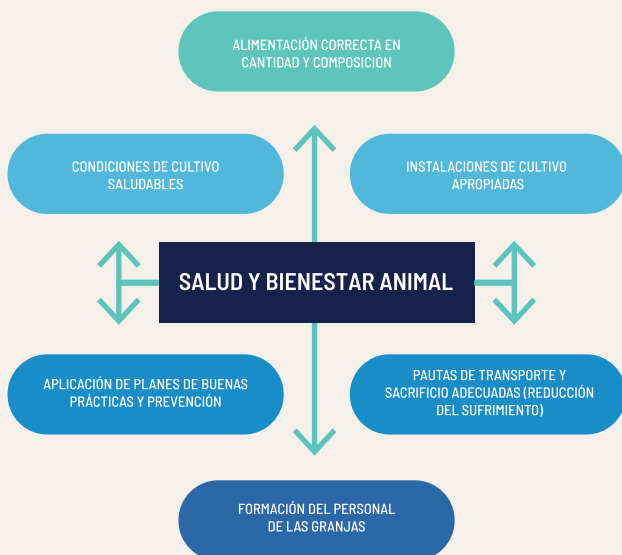 ALIMENTACIÓN CORRECTA EN
CANTIDAD Y COMPOSICIÓN
CONDICIONES DE CULTIVO
SALUDABLES
INSTALACIONES DE CULTIVO
APROPIADAS
SALUD Y BIENESTAR ANIMAL
APLICACIÓN DE PLANES DE BUENAS
PRÁCTICAS Y PREVENCIÓN
PAUTAS DE TRANSPORTE Y
SACRIFICIO ADECUADAS (REDUCCIÓN
DEL SUFRIMIENTO)
FORMACIÓN DEL PERSONAL
DE LAS GRANJAS